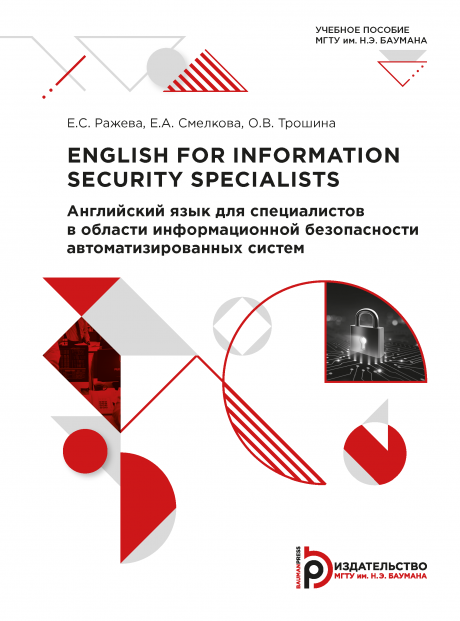 УЧЕБНОЕ ПОСОБИЕ
МГТУ им. Н.Э. БАУМАНА
Е.С. Ражева, Е.А. Смелкова, О.В. Трошина
ENGLISH FOR INFORMATION
SECURITY SPECIALISTS
Английский язык для специалистов
в области информационной безопасности
автоматизированных систем
BAUMANPRESS
ИЗДАТЕЛЬСТВО
МГТУ им. Н.Э. БАУМАНА